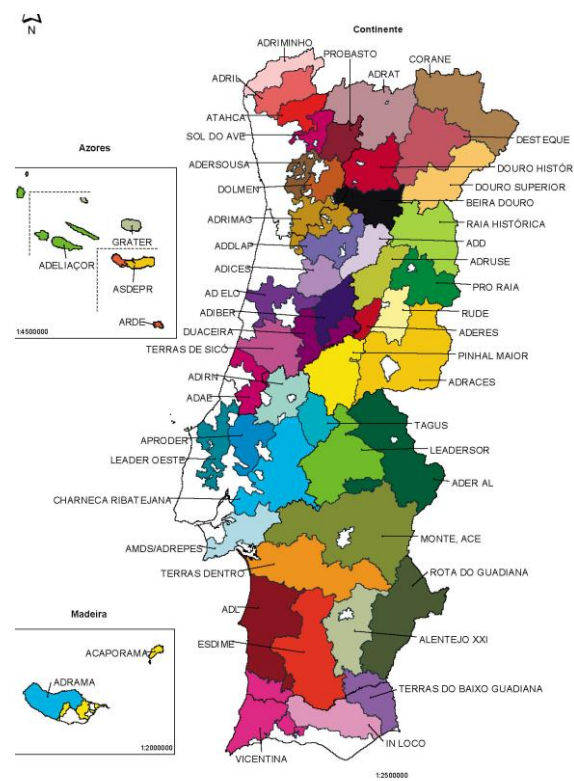 N
Continente
ADRIMINHO
PROBASTO
CORANE
ADRAT
ADRIL
ATAHCA
SOL DO AVE
DESTEQUE
Azores
ADERSOUSA
DOURO HISTÓR
DOLMEN
DOURO SUPERIOR
BEIRA DOURO
ADRIMAG
RAIA HISTÓRICA
GRATER
ADDLAP
ADD
ADELIAÇOR
ADICES
ADRUSE
ASDEPR
AD ELO
PRO RAIA
ADIBER
RUDE
ARDE
DUACEIRA
ADERES
1:4500000
TERRAS DE SICÓ
PINHAL MAIOR
ADIRN
ADRACES
ADAE
APRODER
TAGUS
LEADER OESTE
LEADERSOR
ADER AL
CHARNECA RIBATEJANA
AMDS/ADREPES
MONTE, ACE
TERRAS DENTRO
ROTA DO GUADIANA
Madeira
ADL
ESDIME
ALENTEJO XXI
ACAPORAMA
ADRAMA
TERRAS DO BAIXO GUADIANA
IN LOCO
1:2000000
VICENTINA
1:2500000